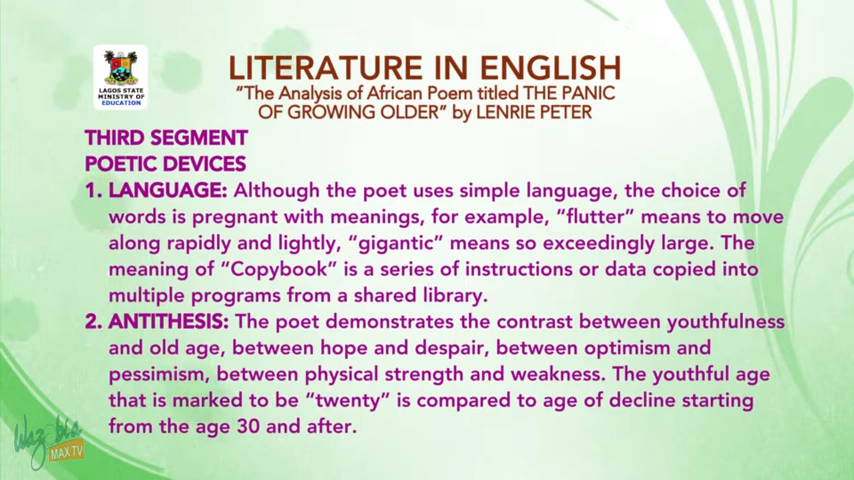 LAGOS STATE
MINISTRY OF
EDUCATION
LITERATURE IN ENGLISH
"The Analysis of African Poem titled THE PANIC
OF GROWING OLDER" by LENRIE PETER
THIRD SEGMENT
POETIC DEVICES
1. LANGUAGE: Although the poet uses simple language, the choice of
words is pregnant with meanings, for example, "flutter" means to move
along rapidly and lightly, "gigantic" means so exceedingly large. The
meaning of "Copybook" is a series of instructions or data copied into
multiple programs from a shared library.
2. ANTITHESIS: The poet demonstrates the contrast between youthfulness
and old age, between hope and despair, between optimism and
pessimism, between physical strength and weakness. The youthful age
that is marked to be "twenty" is compared to age of decline starting
from the age 30 and after.
Wazobia
MAX TV